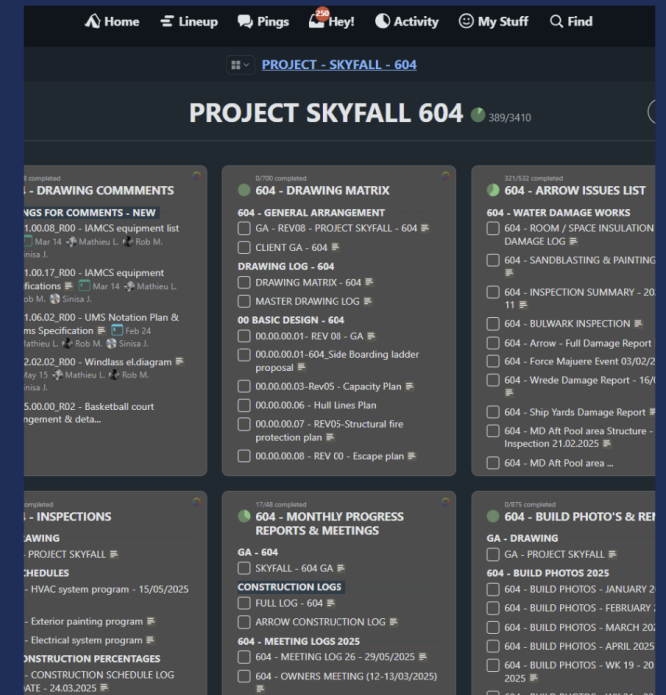 Home Lineup Pings 250 Hey! Activity My Stuff Find
PROJECT - SKYFALL - 604
PROJECT SKYFALL 604 389/3410
completed
- DRAWING COMMMENTS
NGS FOR COMMENTS - NEW
1.00.08_R00 - IAMCS equipment list
Mar 14 Mathieu L. Rob M.
inisa J.
1.00.17_R00 - IAMCS equipment
fications Mar 14 Mathieu L.
ob M. Sinisa J.
1.06.02_R00 - UMS Notation Plan &
ms Specification Feb 24
Mathieu L. Rob M. Sinisa J.
2.02.02_R00 - Windlass el.diagram
May 15 Mathieu L. Rob M.
inisa J.
5.00.00_R02 - Basketball court
ngement & deta...
0/700 completed
604 - DRAWING MATRIX
604 - GENERAL ARRANGEMENT
GA - REV08 - PROJECT SKYFALL - 604
CLIENT GA - 604
DRAWING LOG - 604
DRAWING MATRIX - 604
MASTER DRAWING LOG
00 BASIC DESIGN - 604
00.00.00.01- REV 08 - GA
00.00.00.01-604_Side Boarding ladder
proposal
00.00.00.03-Rev05 - Capacity Plan
00.00.00.06 - Hull Lines Plan
00.00.00.07 - REV05-Structural fire
protection plan
00.00.00.08 - REV 00 - Escape plan
321/532 completed
604 - ARROW ISSUES LIST
604 - WATER DAMAGE WORKS
604 - ROOM / SPACE INSULATION
DAMAGE LOG
604 - SANDBLASTING & PAINTING
604 - INSPECTION SUMMARY - 20
11
604 - BULWARK INSPECTION
604 - Arrow - Full Damage Report
604 - Force Majuere Event 03/02/2
604 - Wrede Damage Report - 16/0
604 - Ship Yards Damage Report
604 - MD Aft Pool area Structure -
Inspection 21.02.2025
604 - MD Aft Pool area ...
ompleted
- INSPECTIONS
AWING
PROJECT SKYFALL
HEDULES
- HVAC system program - 15/05/2025
- Exterior painting program
- Electrical system program
ONSTRUCTION PERCENTAGES
- CONSTRUCTION SCHEDULE LOG
ATE - 24.03.2025
17/48 completed
604 - MONTHLY PROGRESS
REPORTS & MEETINGS
GA - 604
SKYFALL - 604 GA
CONSTRUCTION LOGS
FULL LOG - 604
ARROW CONSTRUCTION LOG
604 - MEETING LOGS 2025
604 - MEETING LOG 26 - 29/05/2025
604 - OWNERS MEETING (12-13/03/2025)
0/875 completed
604 - BUILD PHOTO'S & REN
GA - DRAWING
GA - PROJECT SKYFALL
604 - BUILD PHOTOS 2025
604 - BUILD PHOTOS - JANUARY 2
604 - BUILD PHOTOS - FEBRUARY
604 - BUILD PHOTOS - MARCH 202
604 - BUILD PHOTOS - APRIL 2025
604 - BUILD PHOTOS - WK 19 - 20
2025